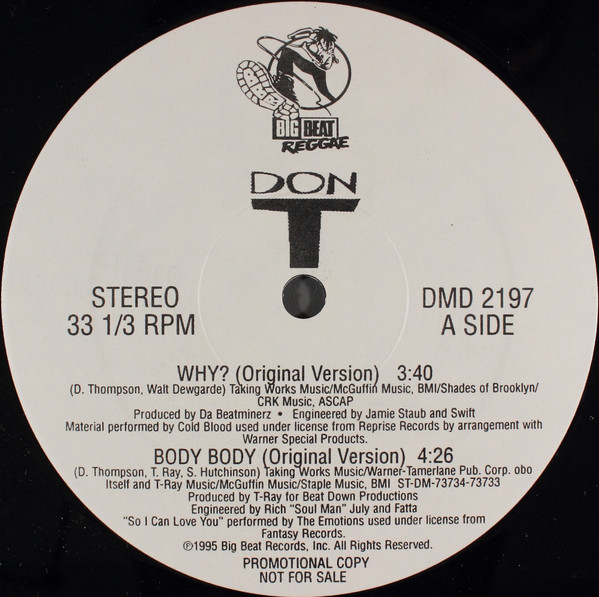 BBB
BIG BEAT
REGGAE
DON
T
STEREO
33 1/3 RPM
DMD 2197
A SIDE
WHY? (Original Version) 3:40
(D. Thompson, Walt Dewgarde) Taking Works Music/McGuffin Music, BMI/Shades of Brooklyn/
CRK Music, ASCAP
Produced by Da Beatminerz • Engineered by Jamie Staub and Swift
Material performed by Cold Blood used under license from Reprise Records by arrangement with
Warner Special Products.
BODY BODY (Original Version) 4:26
(D. Thompson, T. Ray, S. Hutchinson) Taking Works Music/Warner-Tamerlane Pub. Corp. obo
Itself and T-Ray Music/McGuffin Music/Staple Music, BMI ST-DM-73734-73733
Produced by T-Ray for Beat Down Productions
Engineered by Rich "Soul Man" July and Fatta
"So I Can Love You" performed by The Emotions used under license from
Fantasy Records.
℗1995 Big Beat Records, Inc. All Rights Reserved.
PROMOTIONAL COPY
NOT FOR SALE